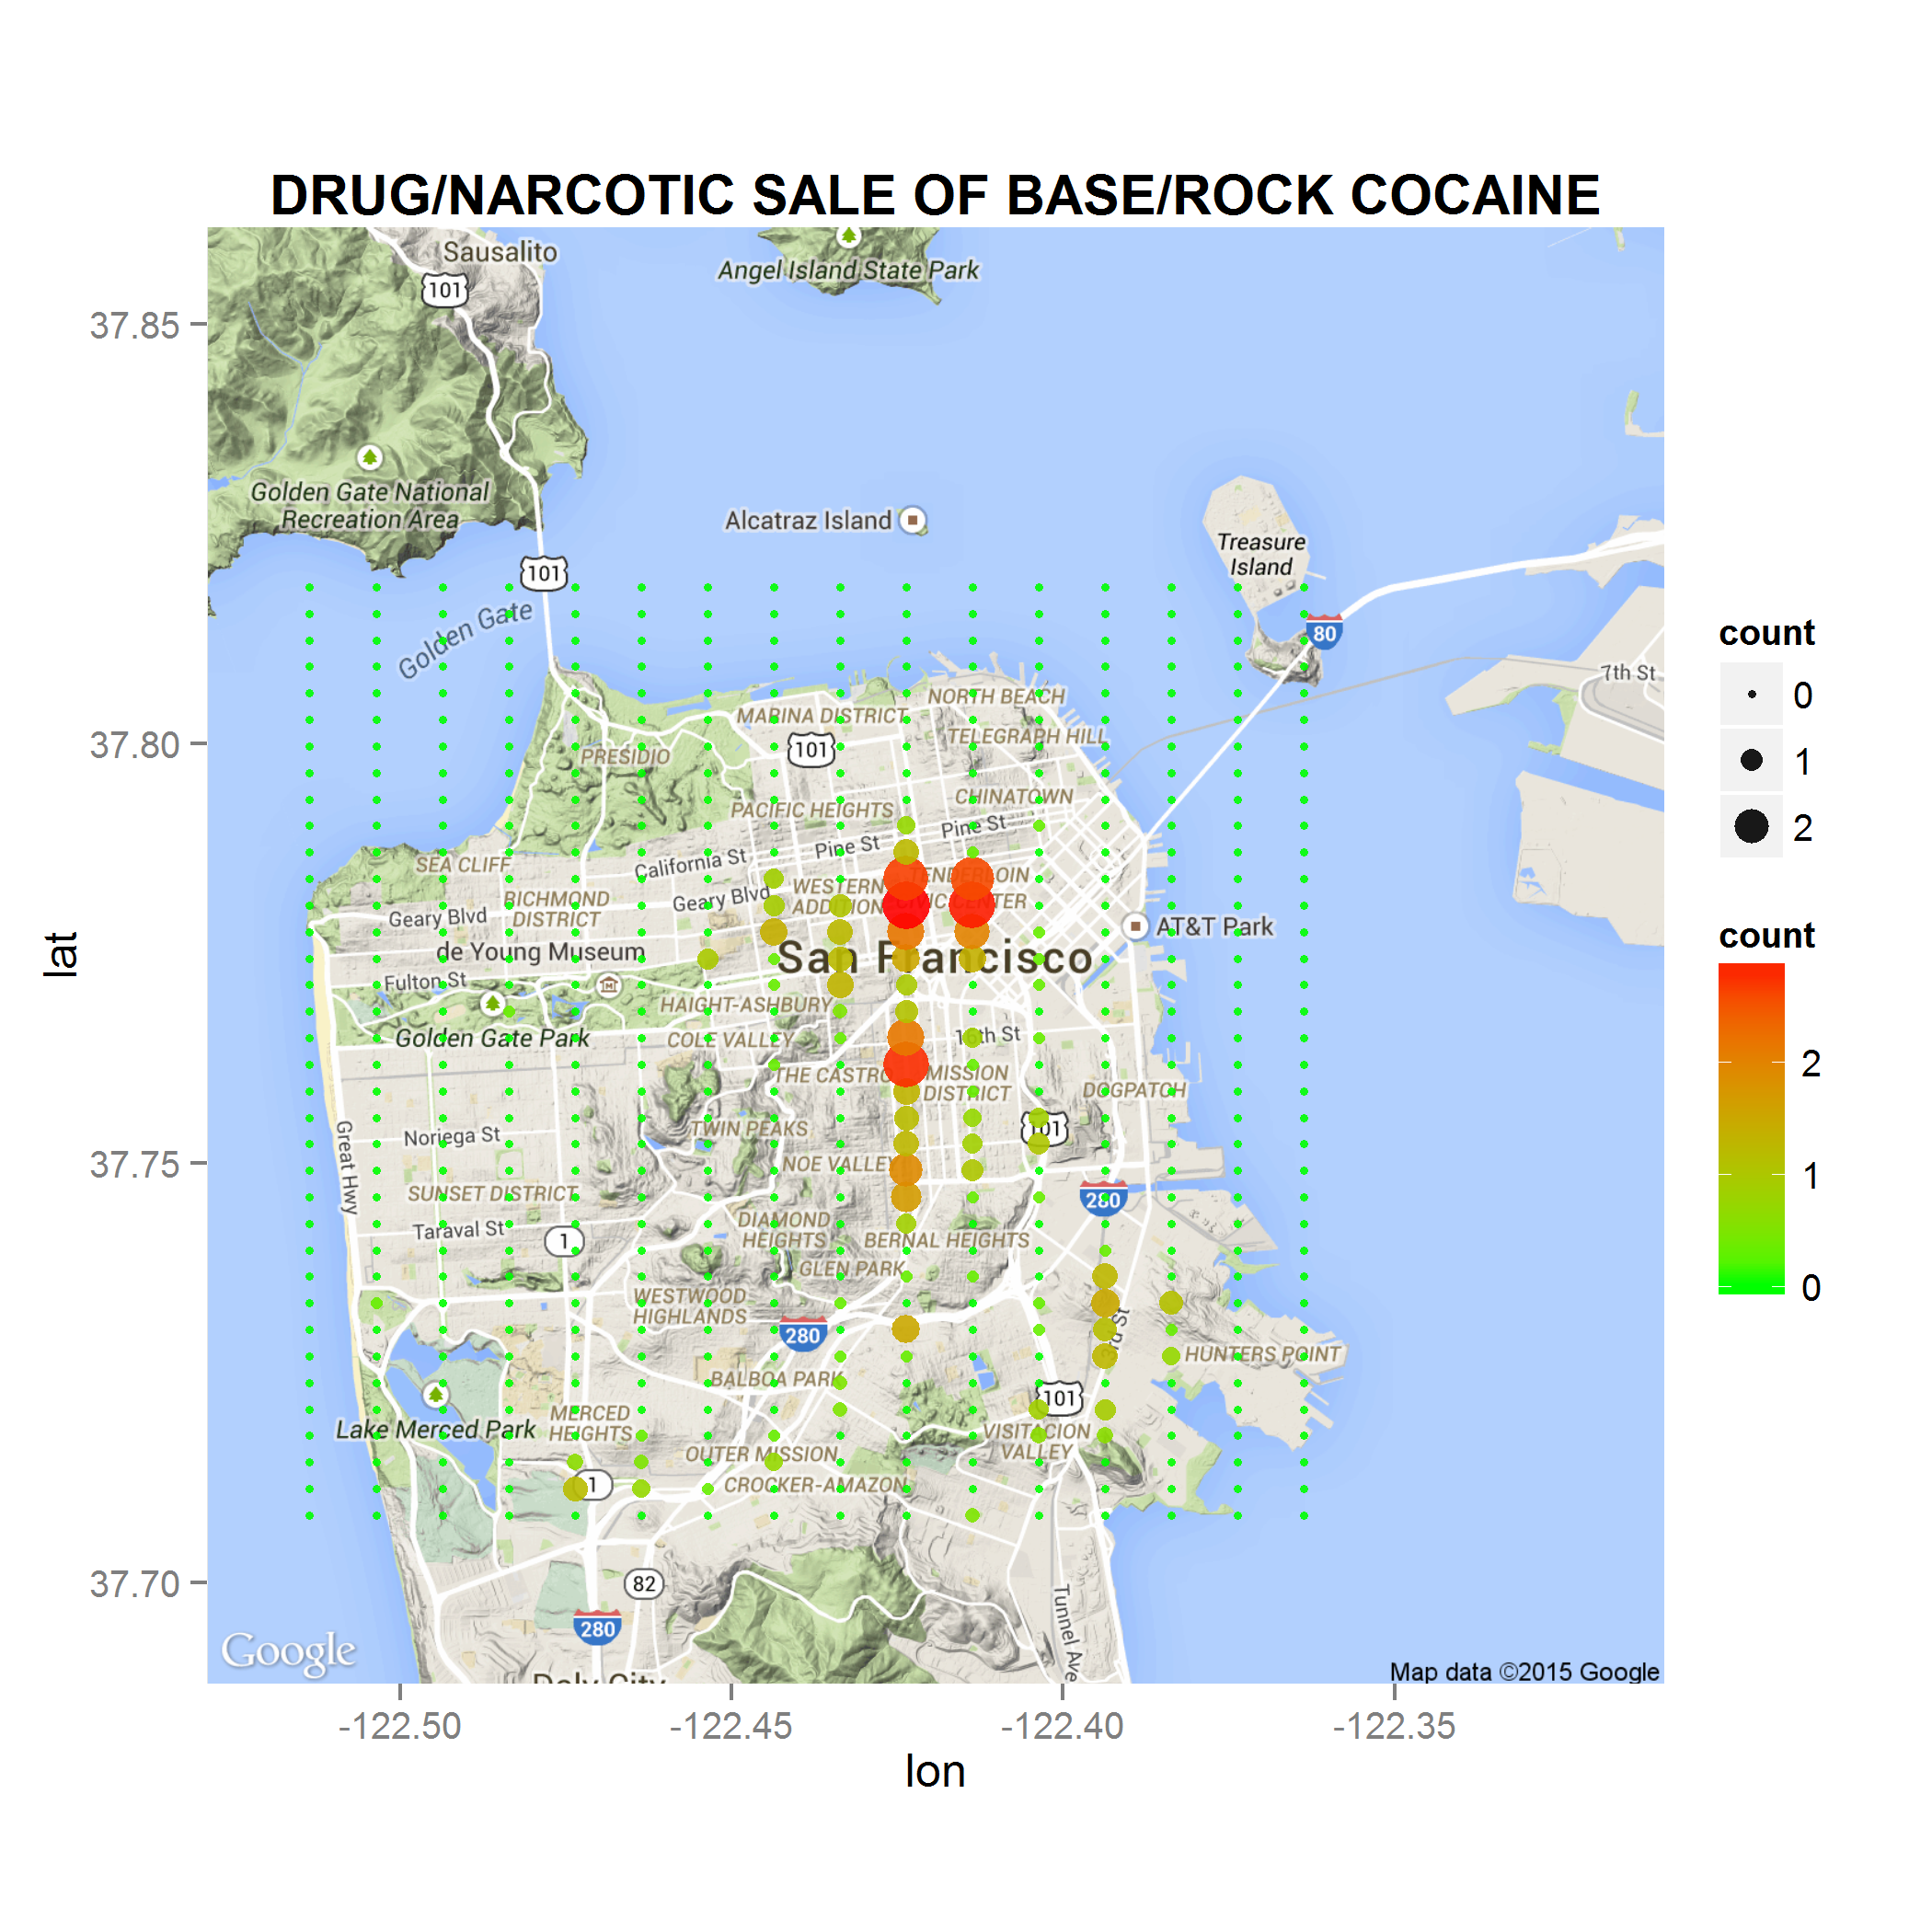 DRUG/NARCOTIC SALE OF BASE/ROCK COCAINE
Sausalito
101
Angel Island State Park
37.85
Golden Gate National
Recreation Area
Alcatraz Island
Treasure
Island
101
Golden Gate
80
count
0
1
2
7th St
NORTH BEACH
MARINA DISTRICT
TELEGRAPH HILL
37.80
101
PRESIDIO
CHINATOWN
PACIFIC HEIGHTS
Pine St
Pine St
California St
SEA CLIFF
WESTERN
ADDITION
TENDERLOIN
CIVIC CENTER
Geary Blvd
RICHMOND
DISTRICT
Geary Blvd
AT&T Park
de Young Museum
San Francisco
lat
count
2
1
0
Fulton St
HAIGHT-ASHBURY
Golden Gate Park
COLE VALLEY
16th St
THE CASTRO
MISSION
DISTRICT
DOGPATCH
TWIN PEAKS
101
Noriega St
Great Hwy
37.75
NOE VALLEY
SUNSET DISTRICT
280
Taraval St
1
DIAMOND
HEIGHTS
BERNAL HEIGHTS
GLEN PARK
WESTWOOD
HIGHLANDS
280
3rd St
HUNTERS POINT
BALBOA PARK
101
Lake Merced Park
MERCED
HEIGHTS
VISITACION
VALLEY
OUTER MISSION
1
CROCKER-AMAZON
37.70
82
280
Tunnel Ave
Google
Daly City
Map data ©2015 Google
-122.50
-122.45
-122.40
-122.35
lon